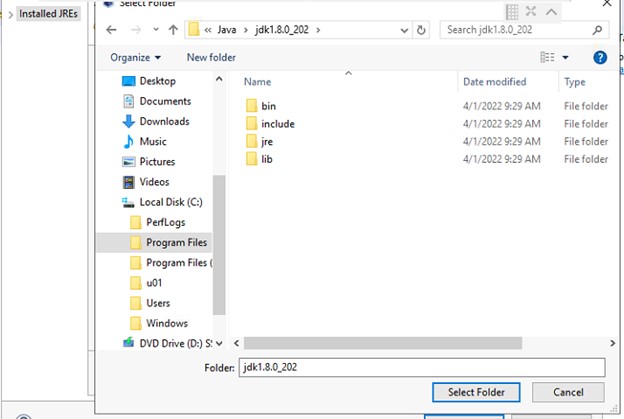 Select Folder
Installed JREs
« Java › jdk1.8.0_202 ›
Search jdk1.8.0_202
Organize
New folder
Name
Date modified
Type
Desktop
Documents
Downloads
Music
Pictures
Videos
Local Disk (C:)
PerfLogs
Program Files
Program Files (
u01
Users
Windows
DVD Drive (D:) S
bin 4/1/2022 9:29 AM File folder
include 4/1/2022 9:29 AM File folder
jre 4/1/2022 9:29 AM File folder
lib 4/1/2022 9:29 AM File folder
Folder: jdk1.8.0_202
Select Folder
Cancel